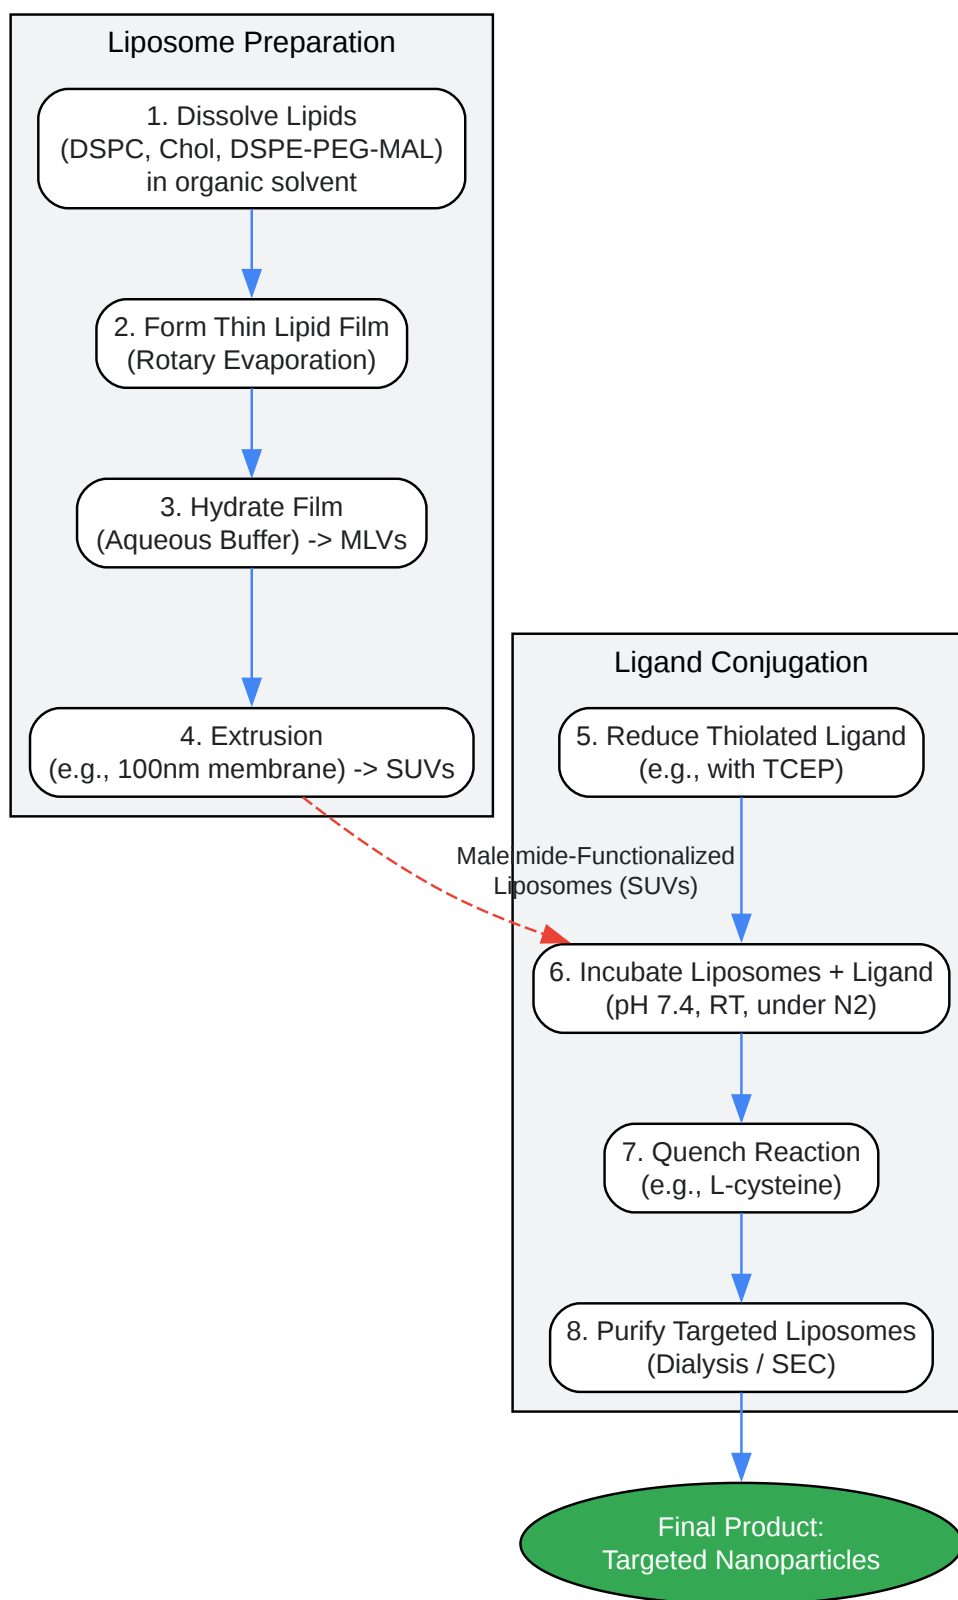 Liposome Preparation
1. Dissolve Lipids
(DSPC, Chol, DSPE-PEG-MAL)
in organic solvent
2. Form Thin Lipid Film
(Rotary Evaporation)
3. Hydrate Film
(Aqueous Buffer) -> MLVs
4. Extrusion
(e.g., 100nm membrane) -> SUVs
Ligand Conjugation
5. Reduce Thiolated Ligand
(e.g., with TCEP)
Maleimide-Functionalized
Liposomes (SUVs)
6. Incubate Liposomes + Ligand
(pH 7.4, RT, under N2)
7. Quench Reaction
(e.g., L-cysteine)
8. Purify Targeted Liposomes
(Dialysis / SEC)
Final Product:
Targeted Nanoparticles